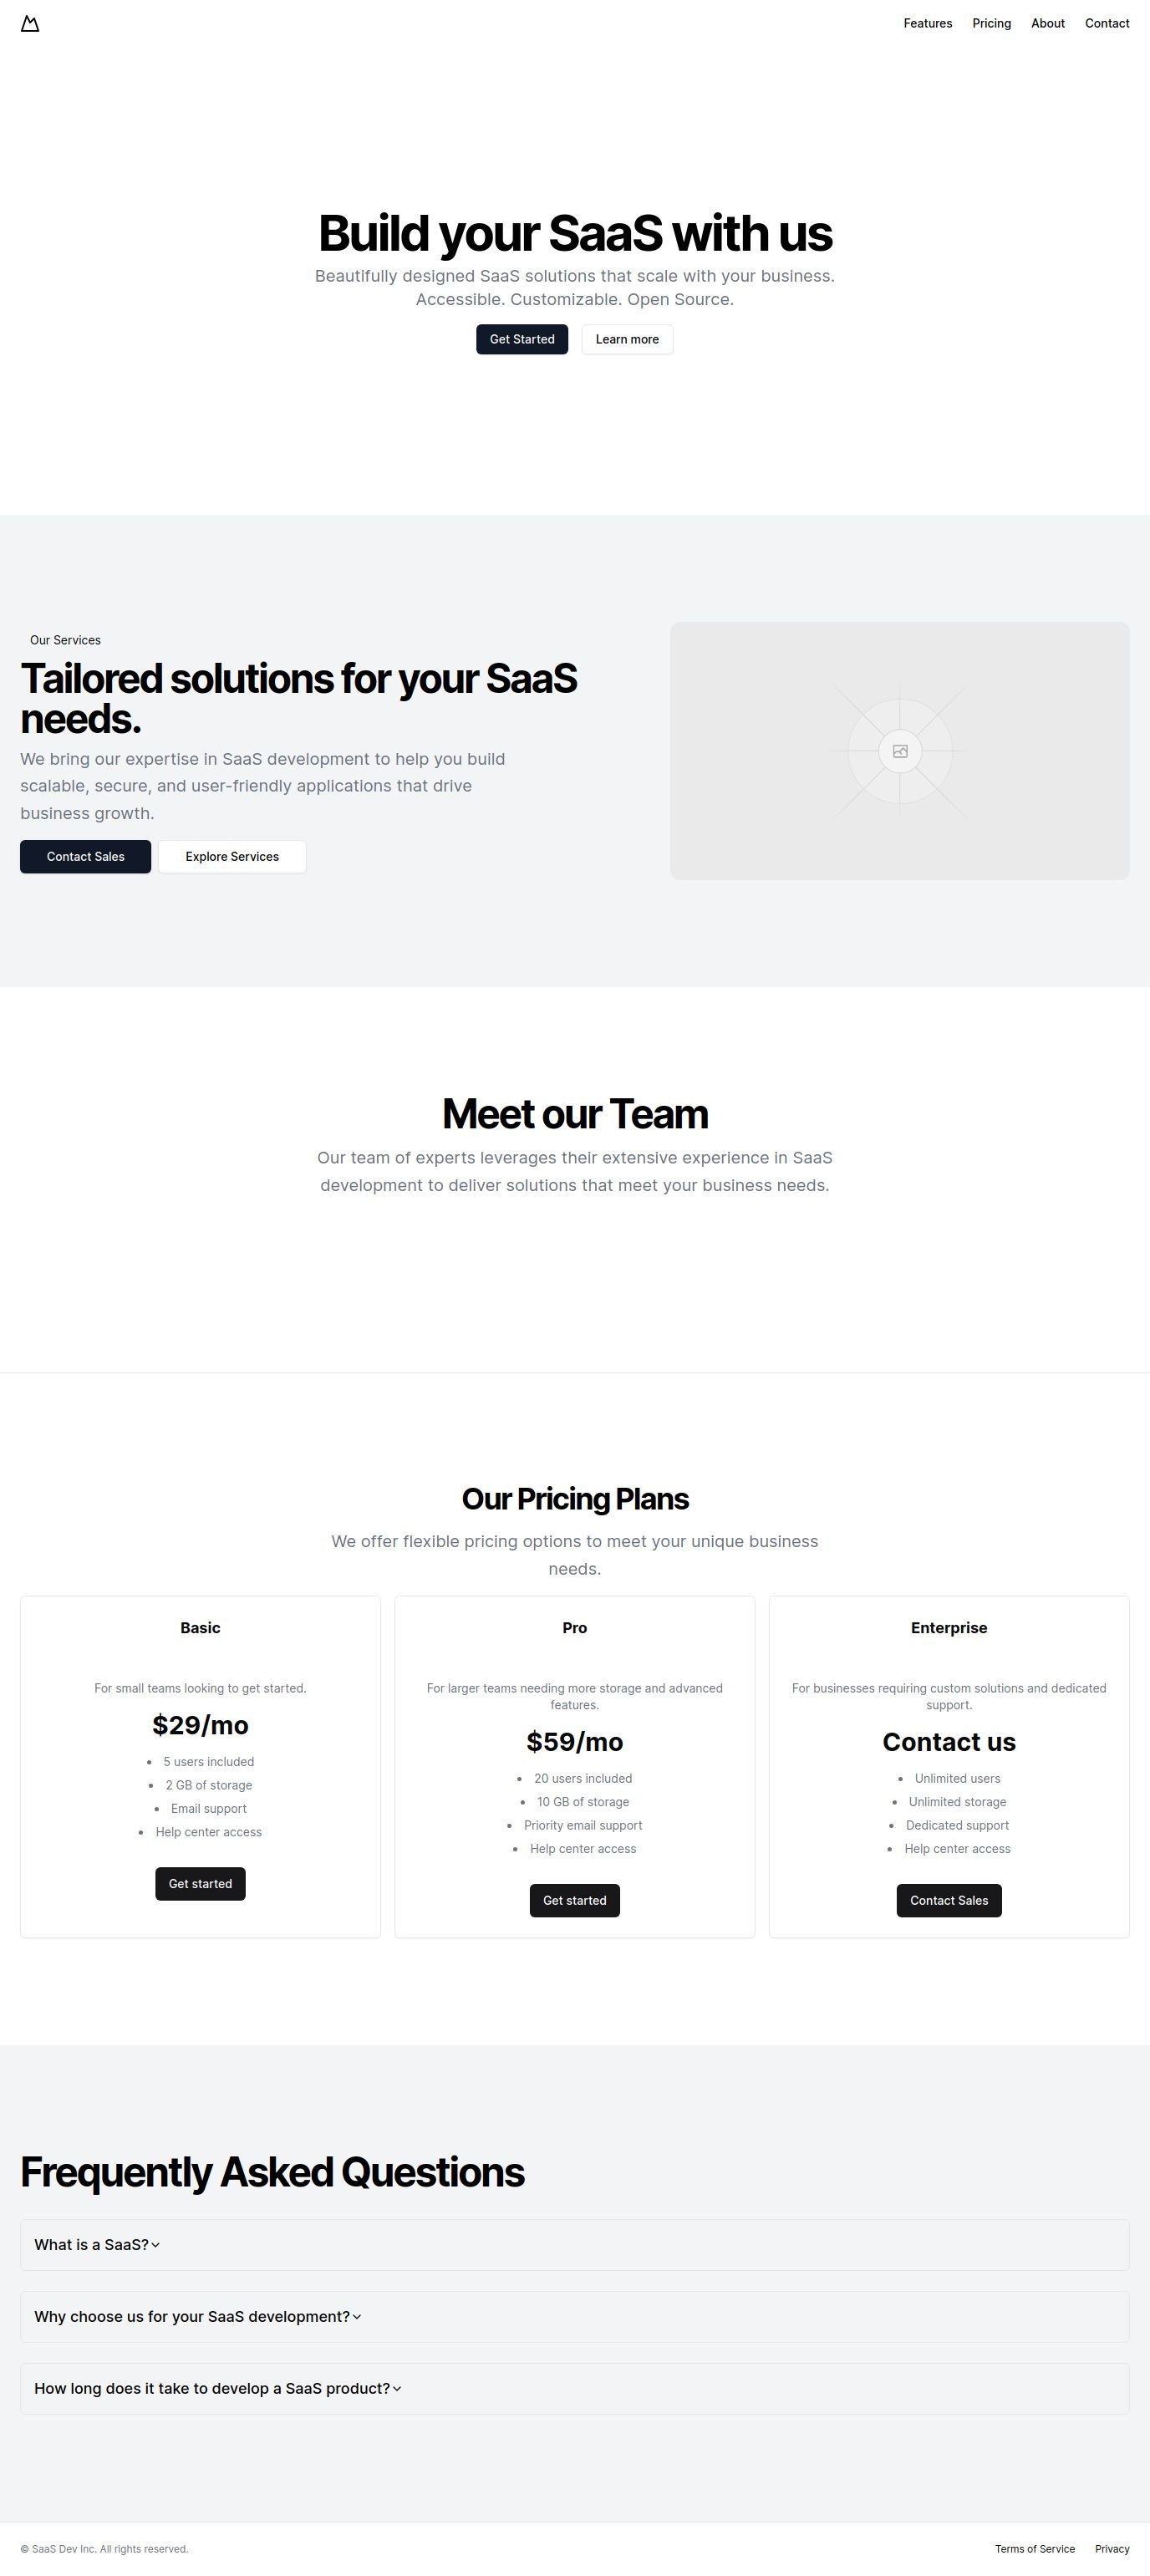 Features Pricing About Contact
Build your SaaS with us
Beautifully designed SaaS solutions that scale with your business.
Accessible. Customizable. Open Source.
Get Started Learn more
Our Services
Tailored solutions for your SaaS
needs.
We bring our expertise in SaaS development to help you build
scalable, secure, and user-friendly applications that drive
business growth.
Contact Sales Explore Services
Meet our Team
Our team of experts leverages their extensive experience in SaaS
development to deliver solutions that meet your business needs.
Our Pricing Plans
We offer flexible pricing options to meet your unique business
needs.
Basic
For small teams looking to get started.
$29/mo
• 5 users included
• 2 GB of storage
• Email support
• Help center access
Get started
Pro
For larger teams needing more storage and advanced
features.
$59/mo
• 20 users included
• 10 GB of storage
• Priority email support
• Help center access
Get started
Enterprise
For businesses requiring custom solutions and dedicated
support.
Contact us
• Unlimited users
• Unlimited storage
• Dedicated support
• Help center access
Contact Sales
Frequently Asked Questions
What is a SaaS?
Why choose us for your SaaS development?
How long does it take to develop a SaaS product?
© SaaS Dev Inc. All rights reserved. Terms of Service Privacy